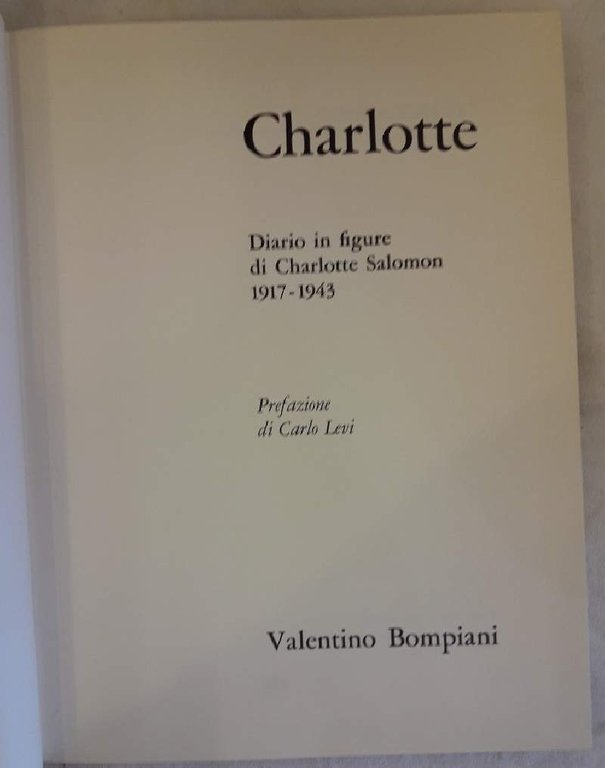 Charlotte
Diario in figure
di Charlotte Salomon
1917-1943
Prefazione
di Carlo Levi
Valentino Bompiani